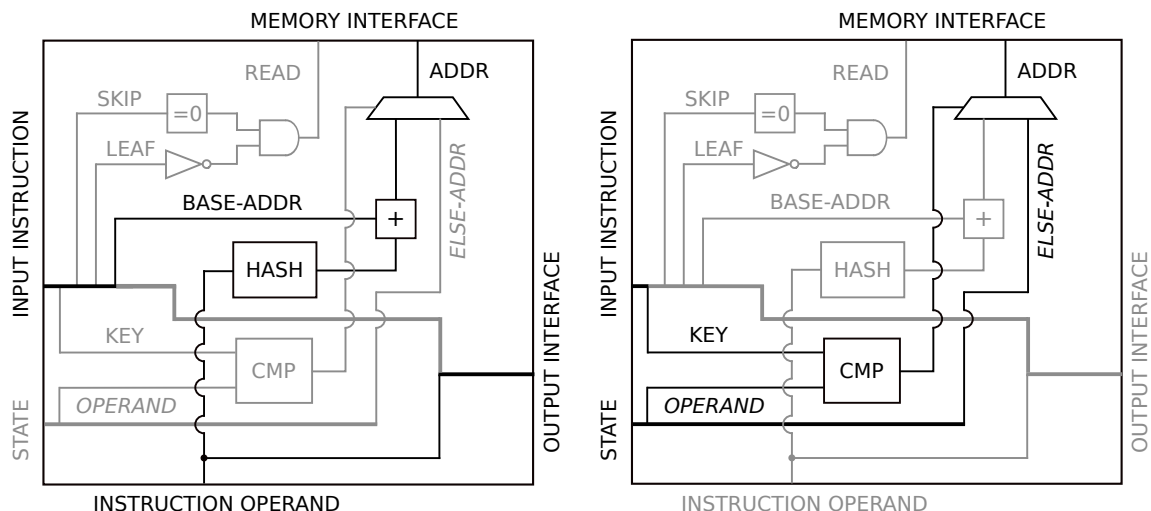 MEMORY INTERFACE
READ
ADDR
SKIP
=0
LEAF
BASE-ADDR
+
ELSE-ADDR
HASH
KEY
CMP
OPERAND
INPUT INSTRUCTION
STATE
OUTPUT INTERFACE
INSTRUCTION OPERAND
MEMORY INTERFACE
READ
ADDR
SKIP
=0
LEAF
BASE-ADDR
+
ELSE-ADDR
HASH
KEY
CMP
OPERAND
INPUT INSTRUCTION
STATE
OUTPUT INTERFACE
INSTRUCTION OPERAND